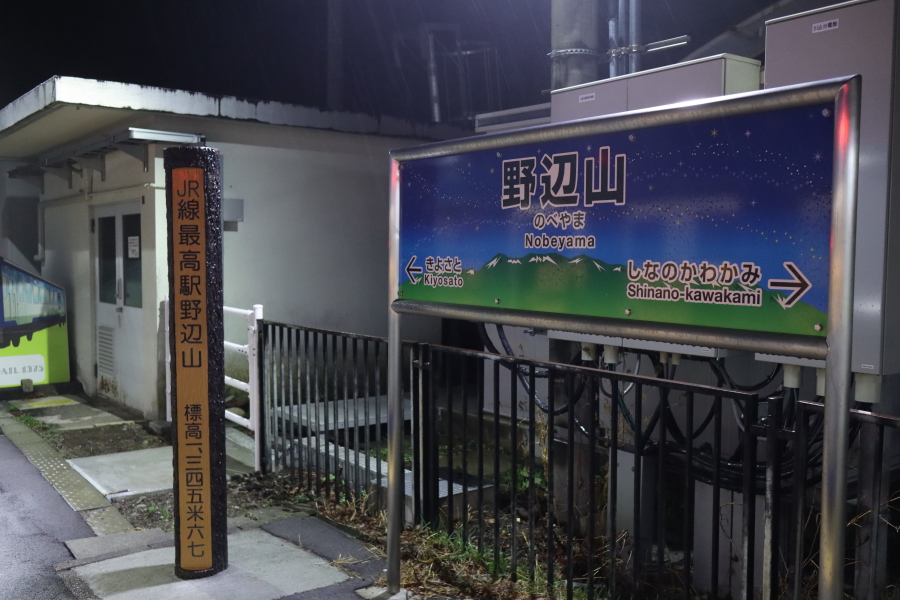 JR線最高駅野辺山 標高一、三四五米六七
野辺山
のべやま
Nobeyama
きよさと
Kiyosato
しなのかわかみ
Shinano-kawakami